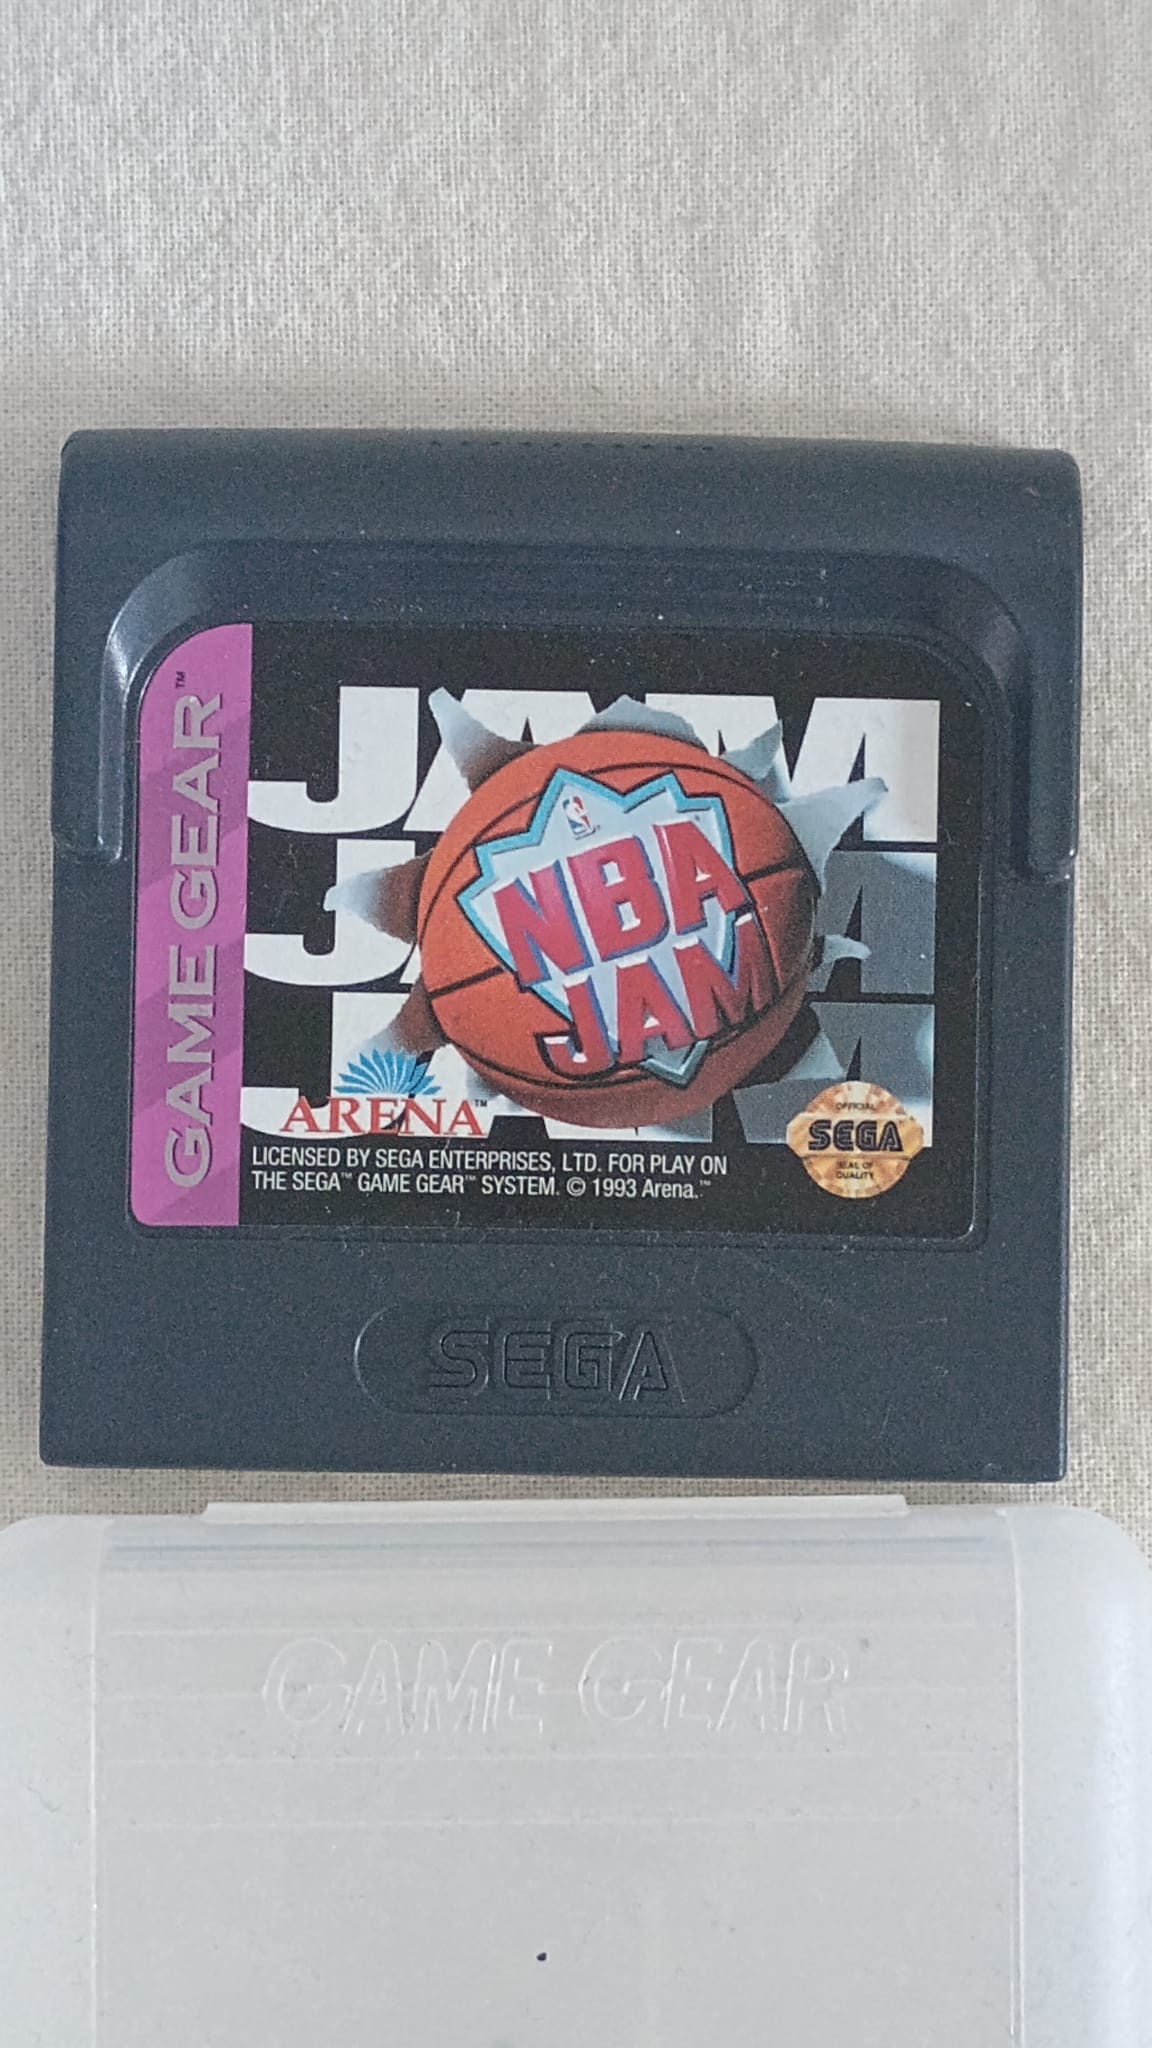 GAME GEAR™
JAM
JAM
JAM
NBA
JAM
ARENA™
OFFICIAL
SEGA
SEAL OF
QUALITY
LICENSED BY SEGA ENTERPRISES, LTD. FOR PLAY ON
THE SEGA™ GAME GEAR™ SYSTEM. © 1993 Arena.™
SEGA
GAME GEAR